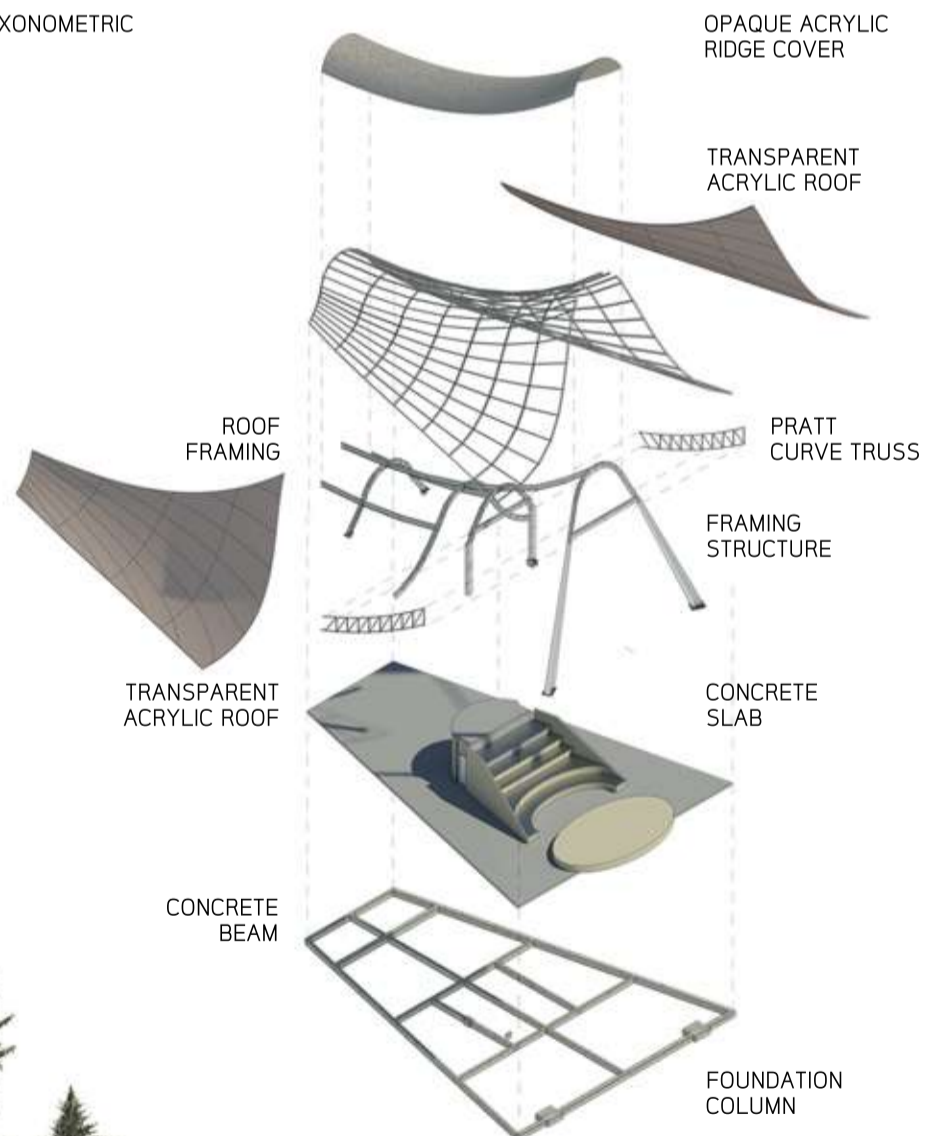 XONOMETRIC
OPAQUE ACRYLIC
RIDGE COVER
TRANSPARENT
ACRYLIC ROOF
ROOF
FRAMING
PRATT
CURVE TRUSS
FRAMING
STRUCTURE
TRANSPARENT
ACRYLIC ROOF
CONCRETE
SLAB
CONCRETE
BEAM
FOUNDATION
COLUMN